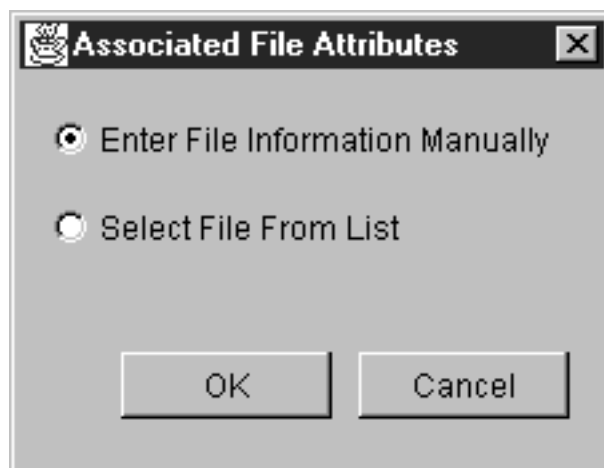 Associated File Attributes
Enter File Information Manually
Select File From List
OK Cancel